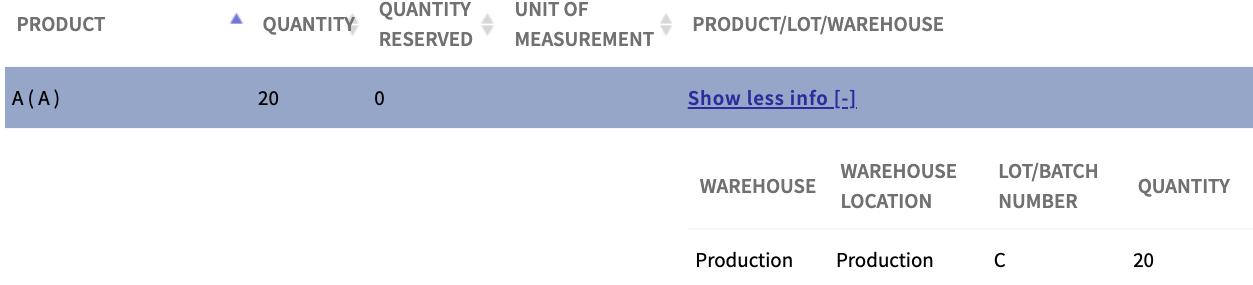 PRODUCT QUANTITY QUANTITY RESERVED UNIT OF MEASUREMENT PRODUCT/LOT/WAREHOUSE
A ( A ) 20 0 Show less info [-]
WAREHOUSE WAREHOUSE LOCATION LOT/BATCH NUMBER QUANTITY
Production Production C 20